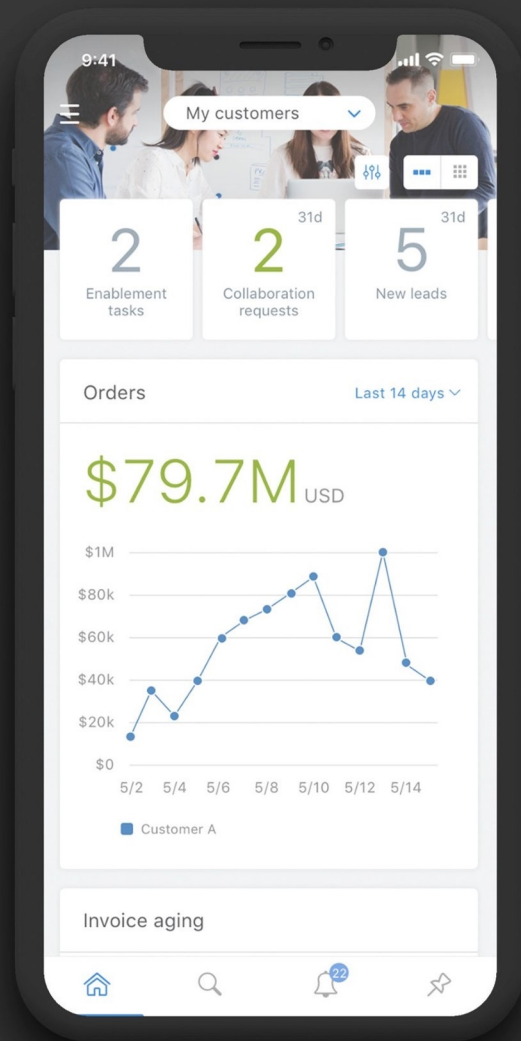 9:41
My customers
31d
31d
2
2
5
Enablement
tasks
Collaboration
requests
New leads
Orders
Last 14 days
$79.7M USD
$1M
$80k
$60k
$40k
$20k
$0
5/2 5/4 5/6 5/8 5/10 5/12 5/14
Customer A
Invoice aging
22